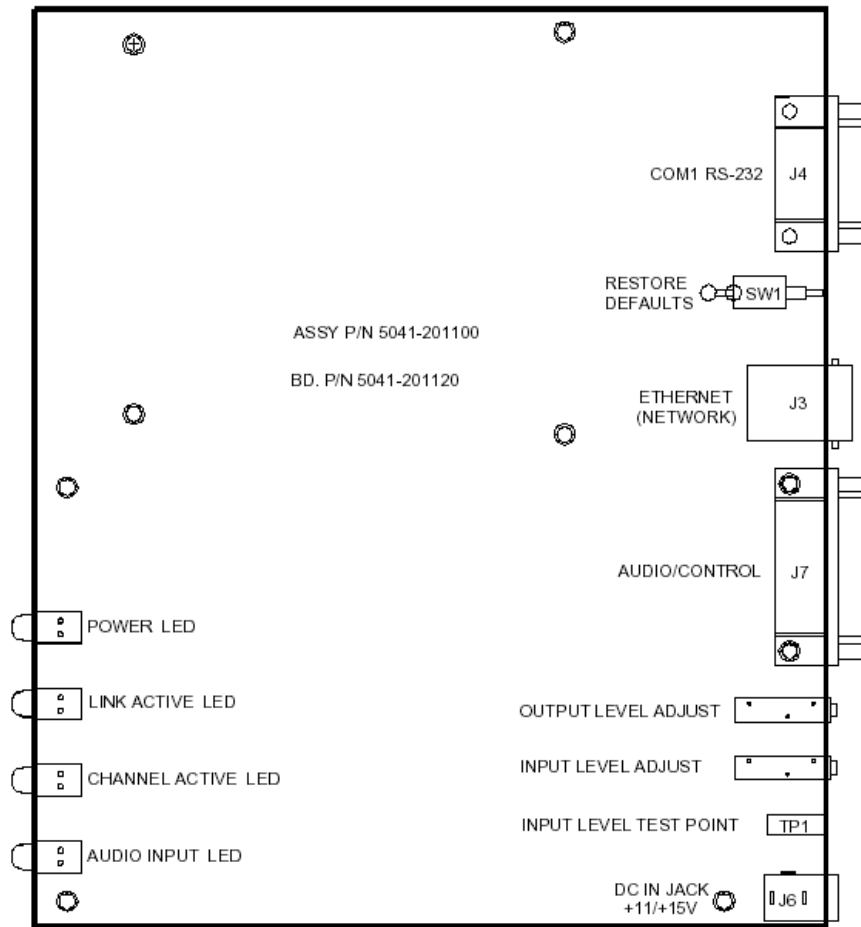 COM1 RS-232
J4
RESTORE
DEFAULTS
SW1
ASSY P/N 5041-201100
BD. P/N 5041-201120
ETHERNET
(NETWORK)
J3
AUDIO/CONTROL
J7
POWER LED
LINK ACTIVE LED
OUTPUT LEVEL ADJUST
INPUT LEVEL ADJUST
CHANNEL ACTIVE LED
INPUT LEVEL TEST POINT
TP1
AUDIO INPUT LED
DC IN JACK
+11/+15V
J6